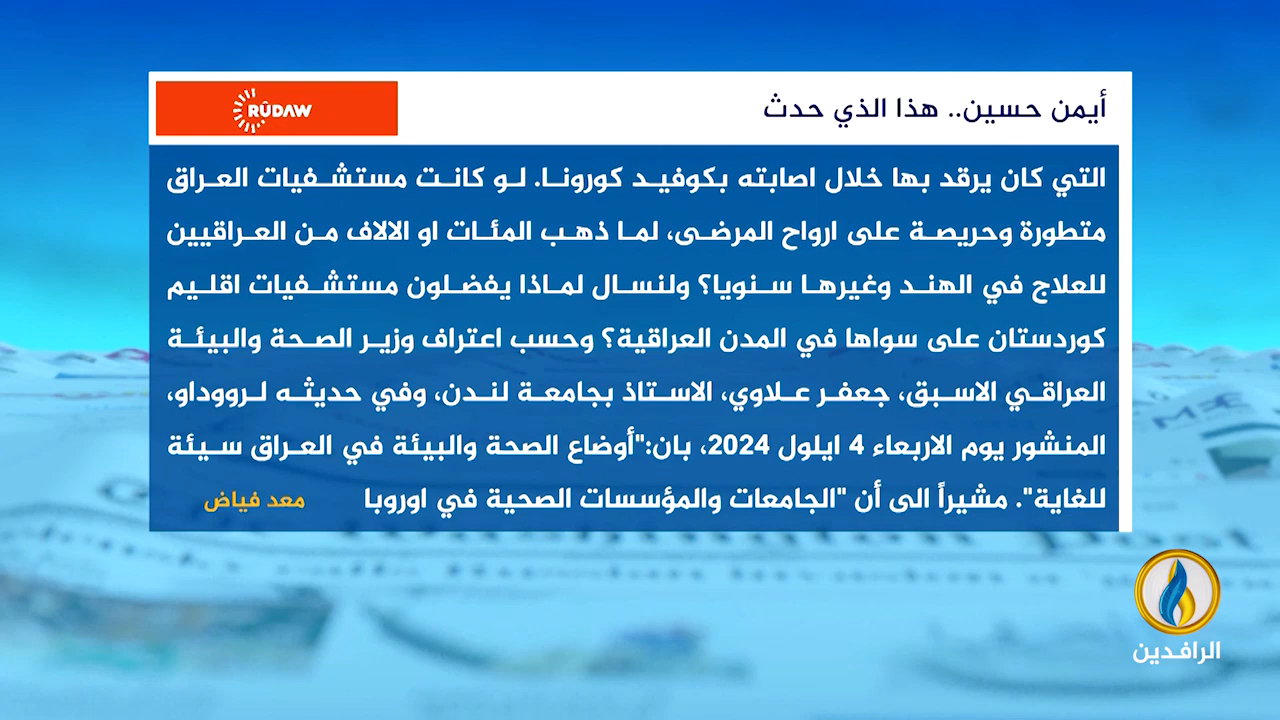 RÛDAW
أيمن حسين.. هذا الذي حدث
التي كان يرقد بها خلال اصابته بكوفيد كورونا. لو كانت مستشفيات العراق
متطورة وحريصة على ارواح المرضى، لما ذهب المئات او الالاف من العراقيين
للعلاج في الهند وغيرها سنويا؟ ولنسال لماذا يفضلون مستشفيات اقليم
كوردستان على سواها في المدن العراقية؟ وحسب اعتراف وزير الصحة والبيئة
العراقي الاسبق، جعفر علاوي، الاستاذ بجامعة لندن، وفي حديثه لرووداو،
المنشور يوم الاربعاء 4 ايلول 2024، بان:"أوضاع الصحة والبيئة في العراق سيئة
للغاية". مشيراً الى أن "الجامعات والمؤسسات الصحية في اوروبا
معد فياض
الرافدين